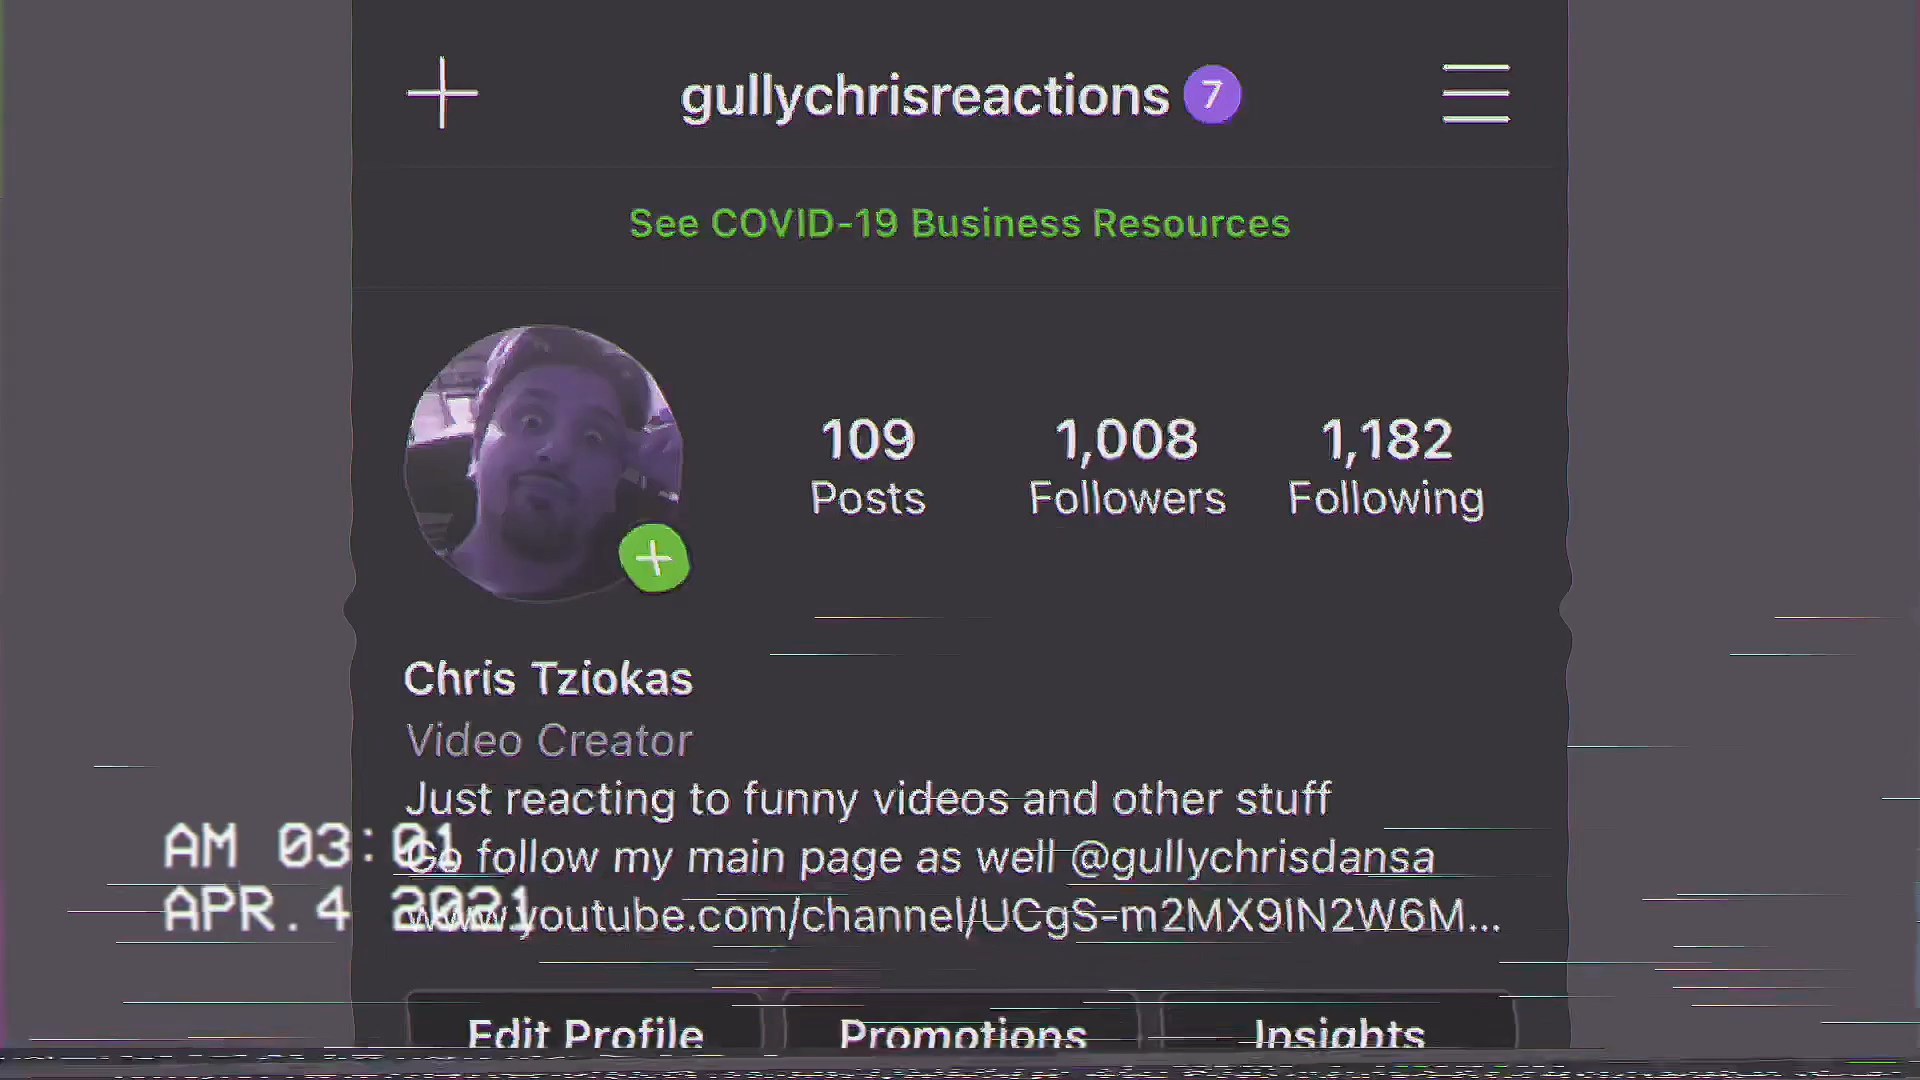 gullychrisreactions 7
See COVID-19 Business Resources
109 1,008 1,182
Posts Followers Following
Chris Tziokas
Video Creator
Just reacting to funny videos and other stuff
AM 03:01
Go follow my main page as well @gullychrisdansa
APR.4 2021
www.youtube.com/channel/UCgS-m2MX9IN2W6M...
Edit Profile Promotions Insights